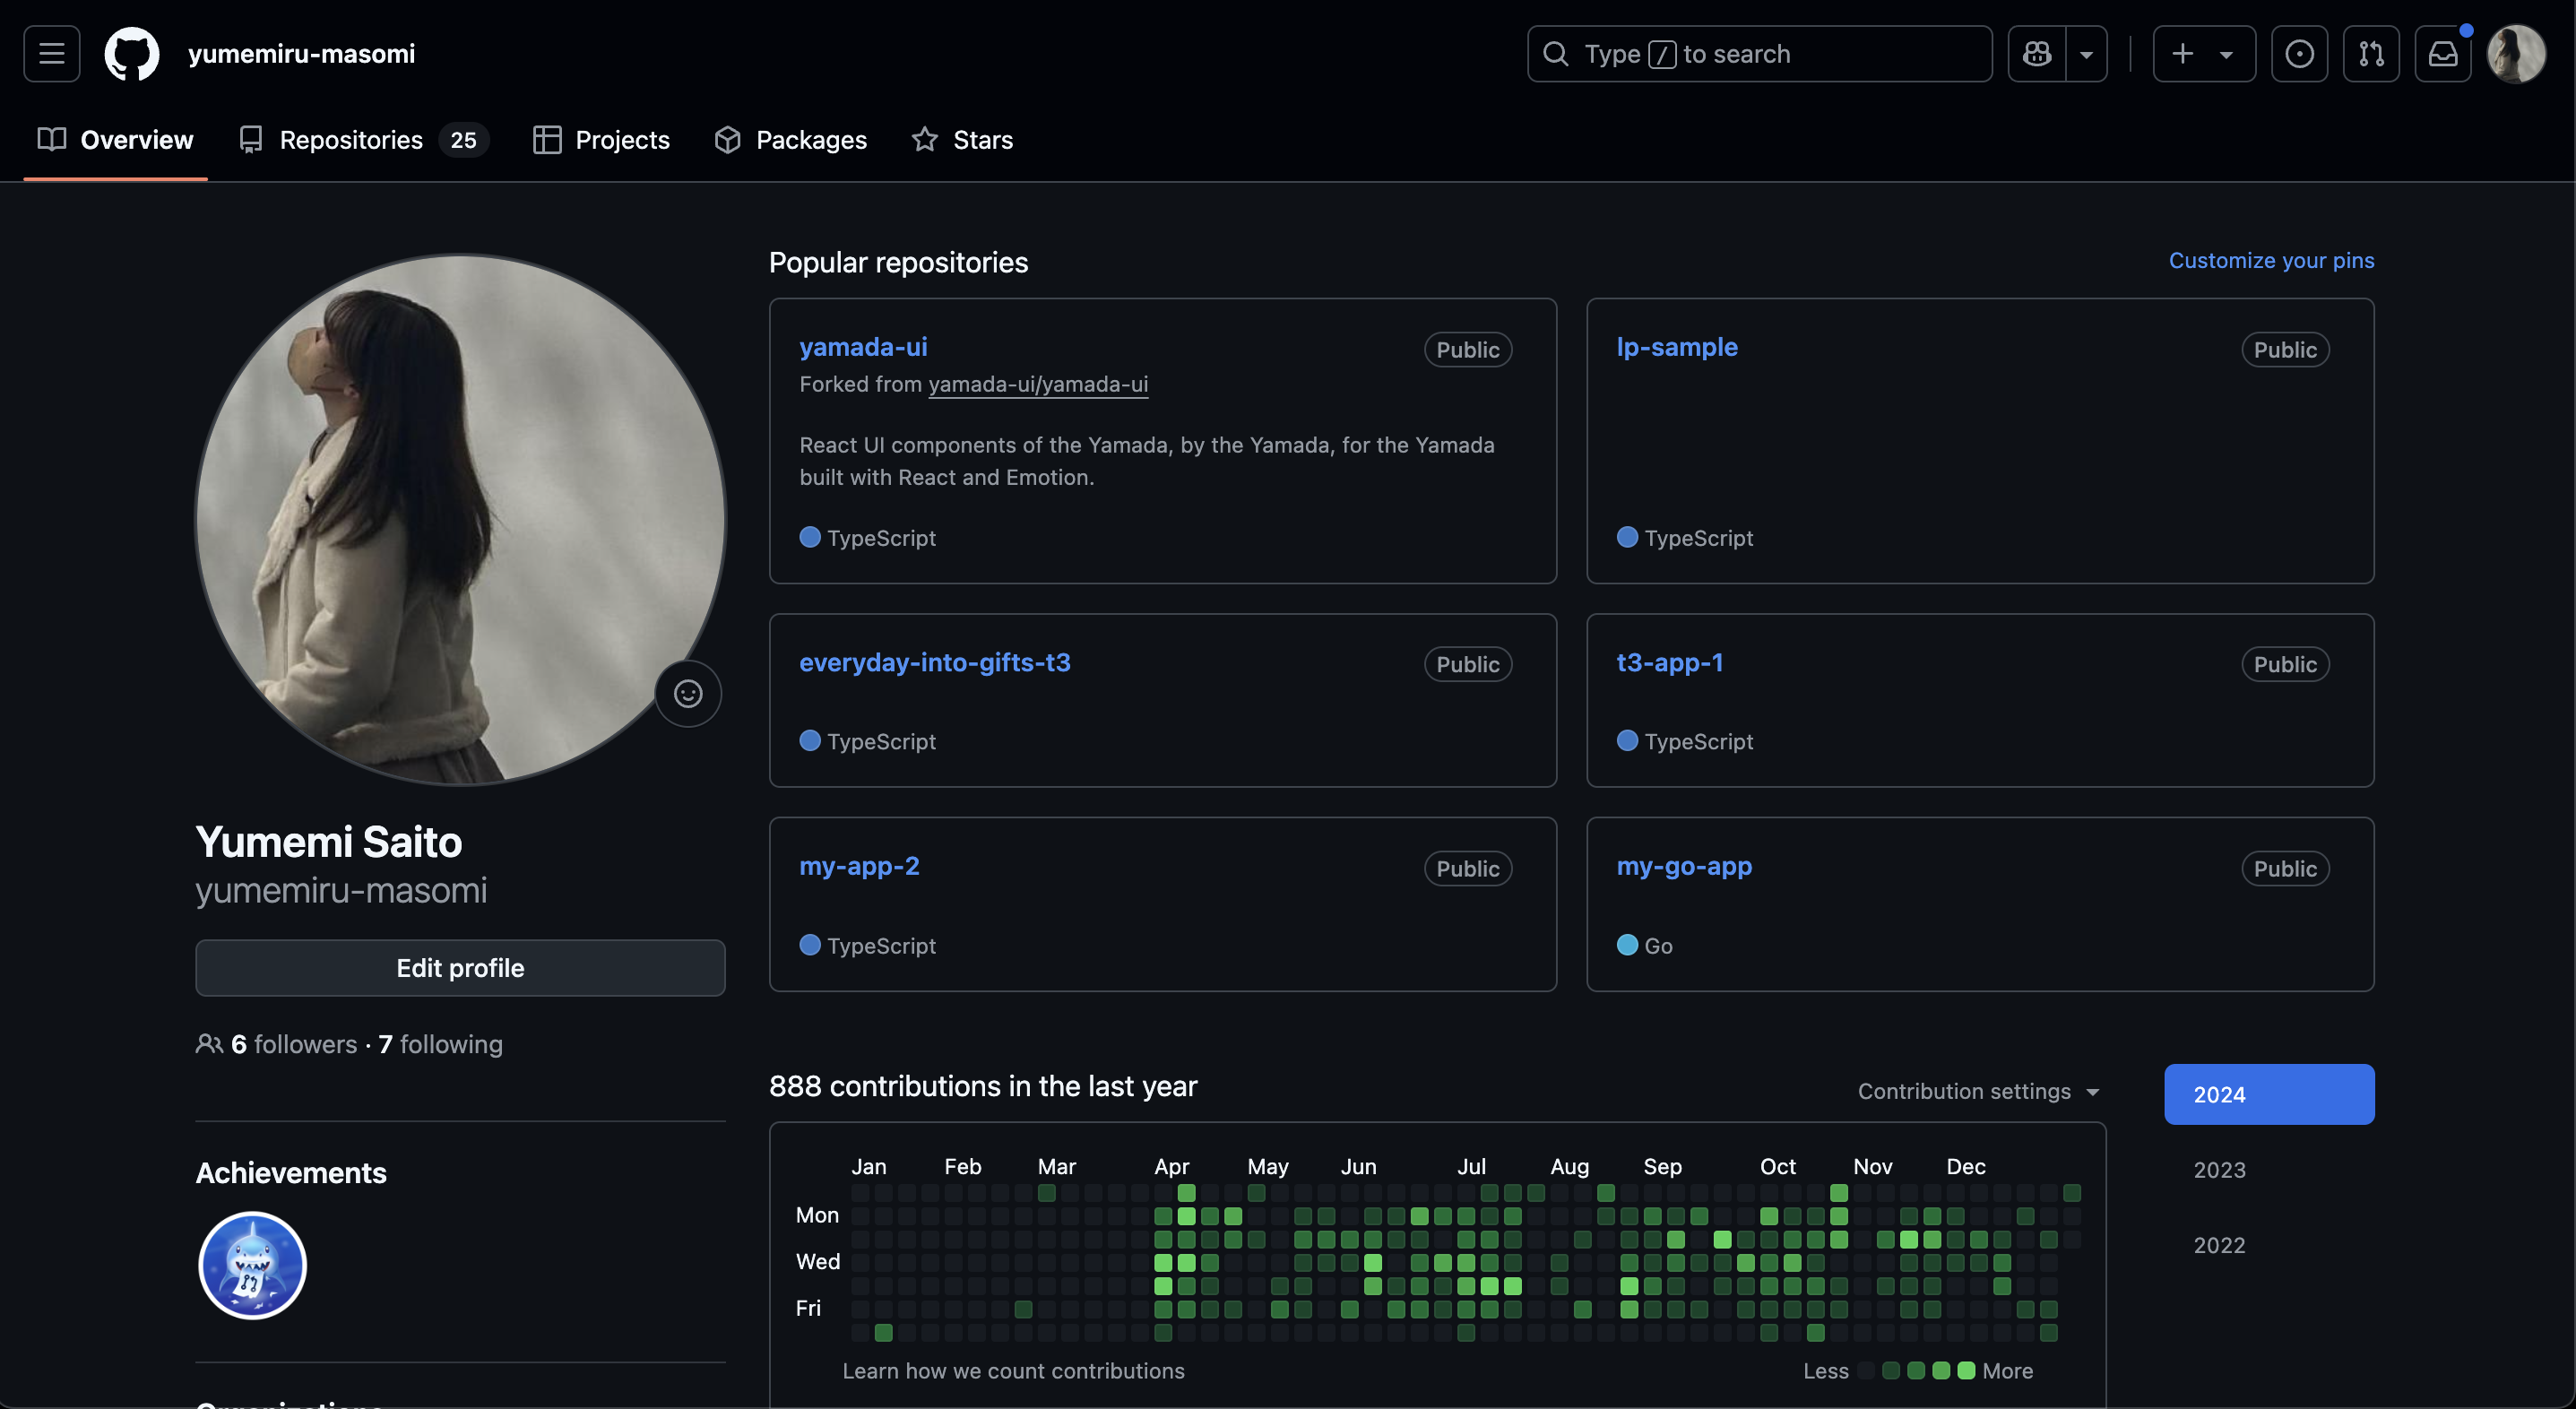 yumemiru-masomi
Type / to search
Overview
Repositories 25
Projects
Packages
Stars
Popular repositories
Customize your pins
yamada-ui
Public
Forked from yamada-ui/yamada-ui
React UI components of the Yamada, by the Yamada, for the Yamada
built with React and Emotion.
TypeScript
lp-sample
Public
TypeScript
everyday-into-gifts-t3
Public
TypeScript
t3-app-1
Public
TypeScript
my-app-2
Public
TypeScript
my-go-app
Public
Go
Yumemi Saito
yumemiru-masomi
Edit profile
6 followers · 7 following
Achievements
Organizations
888 contributions in the last year
Contribution settings
2024
2023
2022
Jan Feb Mar Apr May Jun Jul Aug Sep Oct Nov Dec
Mon
Wed
Fri
Learn how we count contributions
Less More